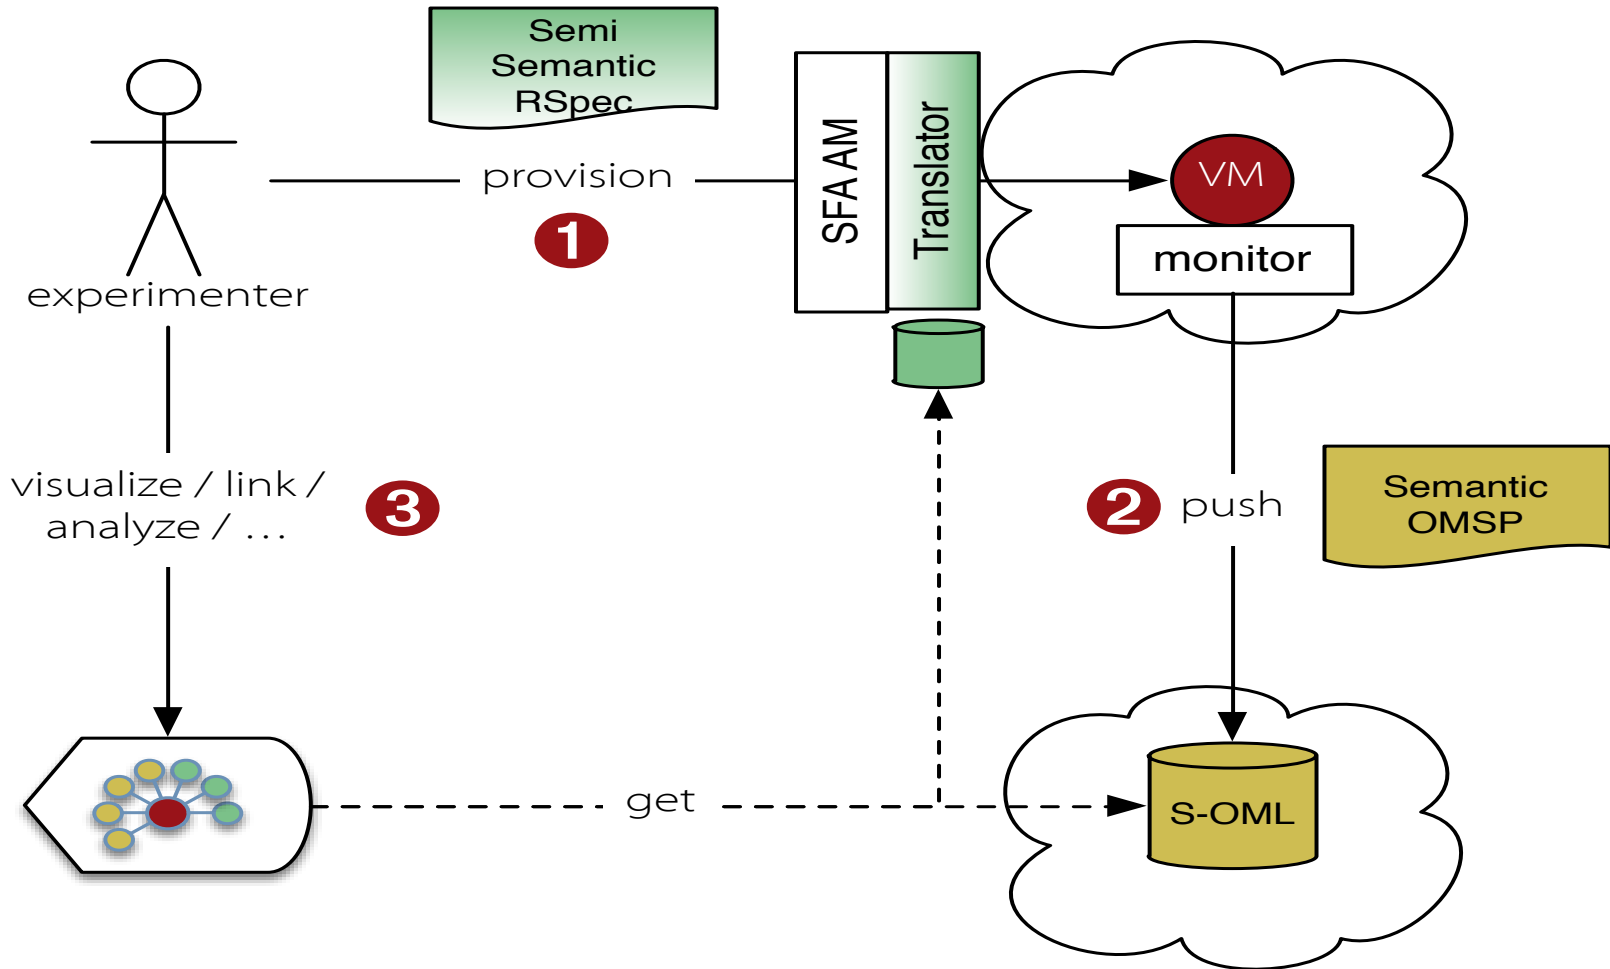 Semi
Semantic
RSpec
SFA AM
Translator
provision
1
VM
monitor
experimenter
visualize / link /
analyze / ...
3
2
push
Semantic
OMSP
get
S-OML